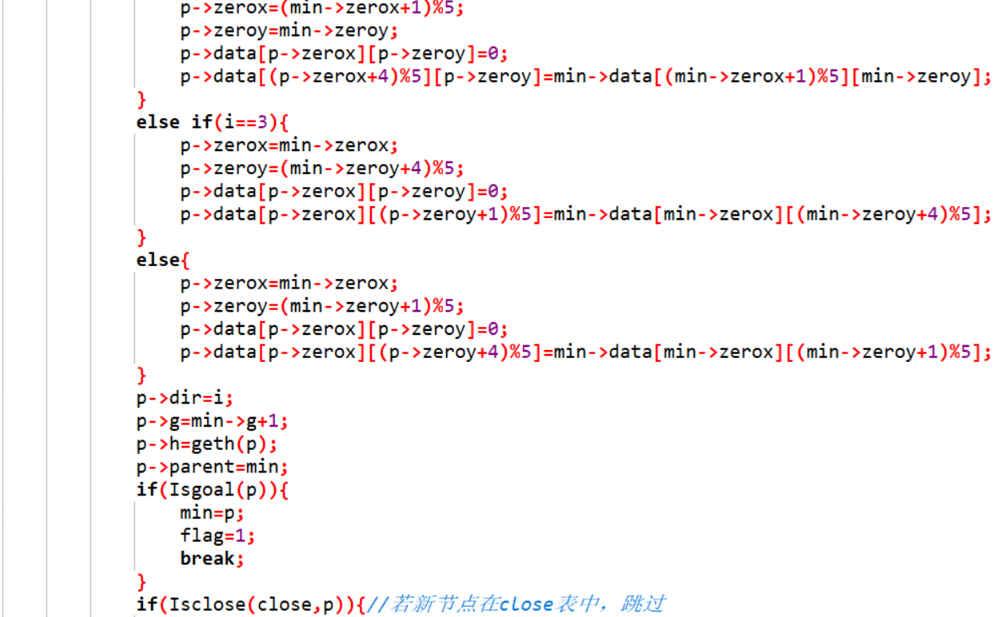 p->zerox=(min->zerox+1)%5;
p->zeroy=min->zeroy;
p->data[p->zerox][p->zeroy]=0;
p->data[(p->zerox+4)%5][p->zeroy]=min->data[(min->zerox+1)%5][min->zeroy];
}
else if(i==3){
p->zerox=min->zerox;
p->zeroy=(min->zeroy+4)%5;
p->data[p->zerox][p->zeroy]=0;
p->data[p->zerox][(p->zeroy+1)%5]=min->data[min->zerox][(min->zeroy+4)%5];
}
else{
p->zerox=min->zerox;
p->zeroy=(min->zeroy+1)%5;
p->data[p->zerox][p->zeroy]=0;
p->data[p->zerox][(p->zeroy+4)%5]=min->data[min->zerox][(min->zeroy+1)%5];
}
p->dir=i;
p->g=min->g+1;
p->h=geth(p);
p->parent=min;
if(Isgoal(p)){
min=p;
flag=1;
break;
}
if(Isclose(close,p)){//若新节点在close表中，跳过